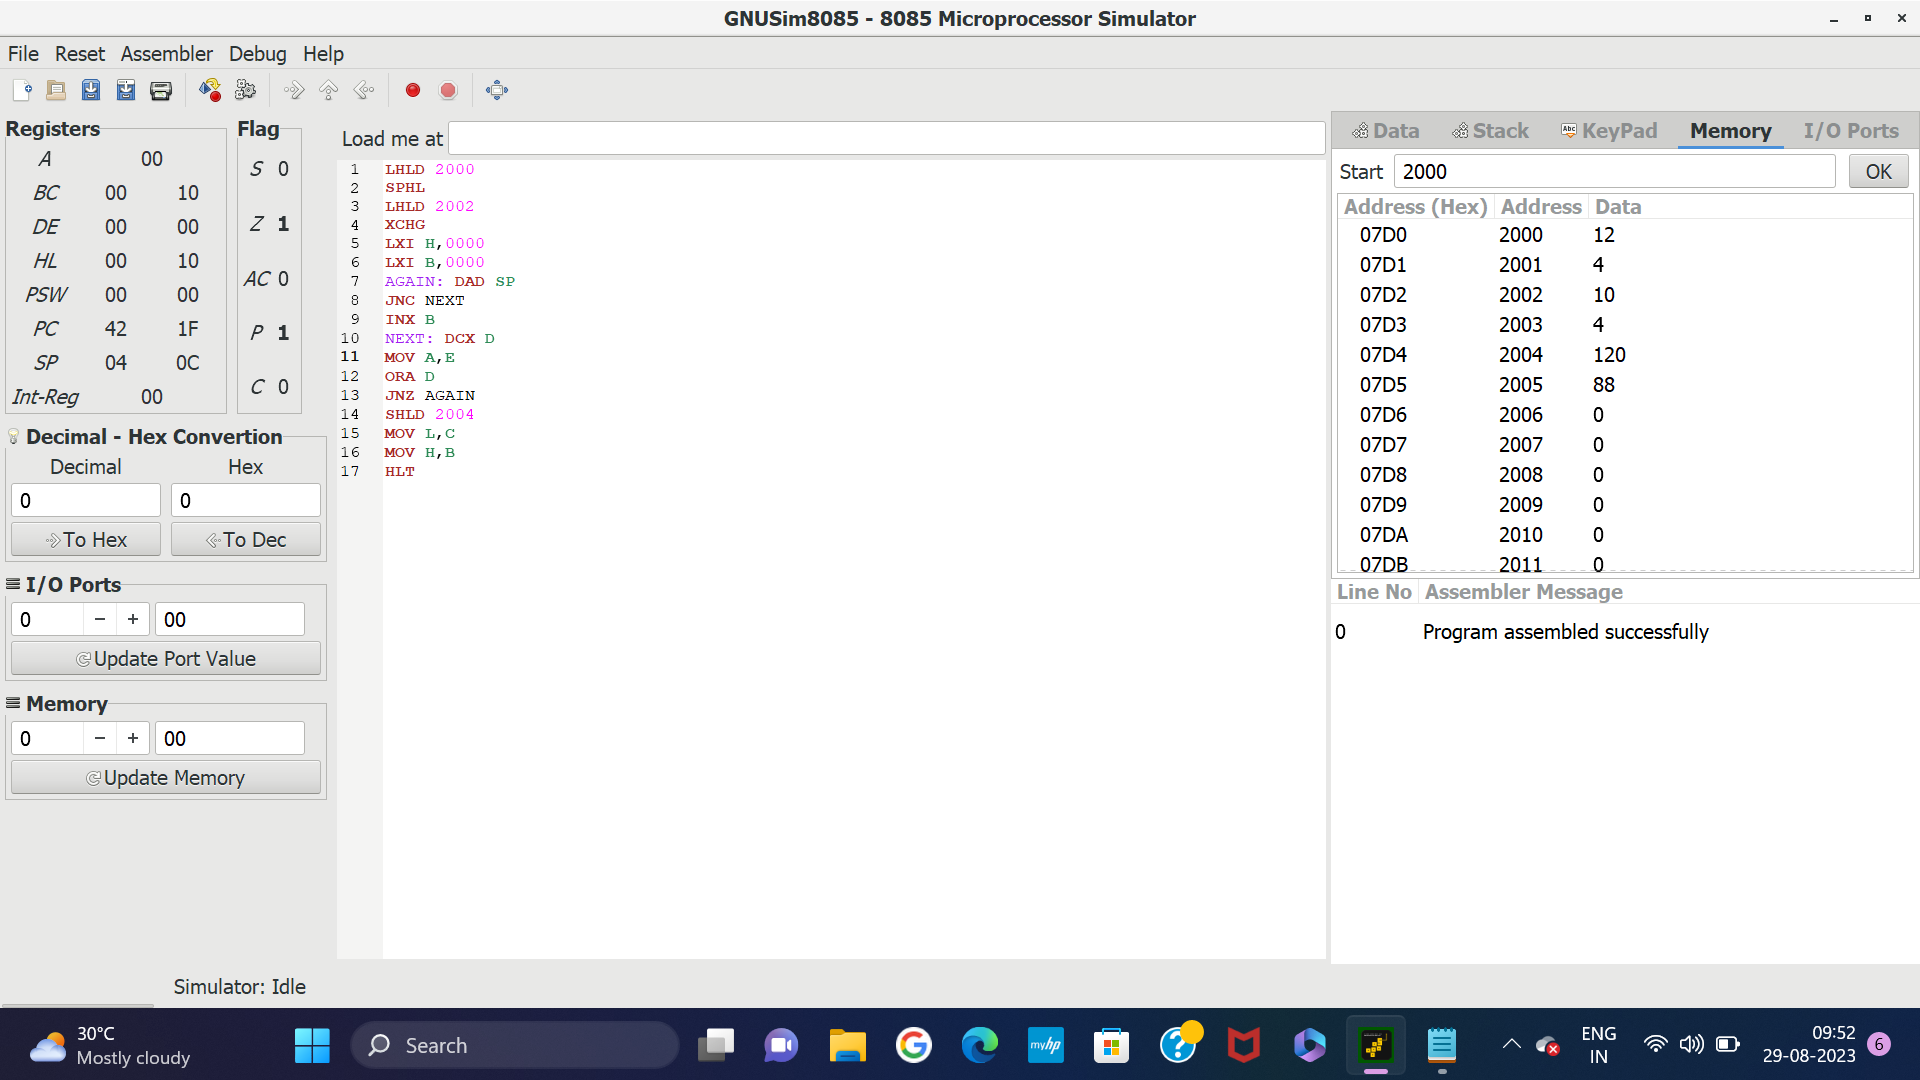 GNUSim8085 - 8085 Microprocessor Simulator
File Reset Assembler Debug Help
Registers
A 00
BC 00 10
DE 00 00
HL 00 10
PSW 00 00
PC 42 1F
SP 04 0C
Int-Reg 00
Flag
S 0
Z 1
AC 0
P 1
C 0
Decimal - Hex Convertion
Decimal Hex
0 0
To Hex To Dec
I/O Ports
0 − + 00
Update Port Value
Memory
0 − + 00
Update Memory
Load me at
1 LHLD 2000
2 SPHL
3 LHLD 2002
4 XCHG
5 LXI H,0000
6 LXI B,0000
7 AGAIN: DAD SP
8 JNC NEXT
9 INX B
10 NEXT: DCX D
11 MOV A,E
12 ORA D
13 JNZ AGAIN
14 SHLD 2004
15 MOV L,C
16 MOV H,B
17 HLT
Data Stack Abc KeyPad Memory I/O Ports
Start 2000 OK
Address (Hex) Address Data
07D0 2000 12
07D1 2001 4
07D2 2002 10
07D3 2003 4
07D4 2004 120
07D5 2005 88
07D6 2006 0
07D7 2007 0
07D8 2008 0
07D9 2009 0
07DA 2010 0
07DB 2011 0
Line No Assembler Message
0 Program assembled successfully
Simulator: Idle
30°C
Mostly cloudy
Search
myhp
ENG
IN
09:52
29-08-2023
6